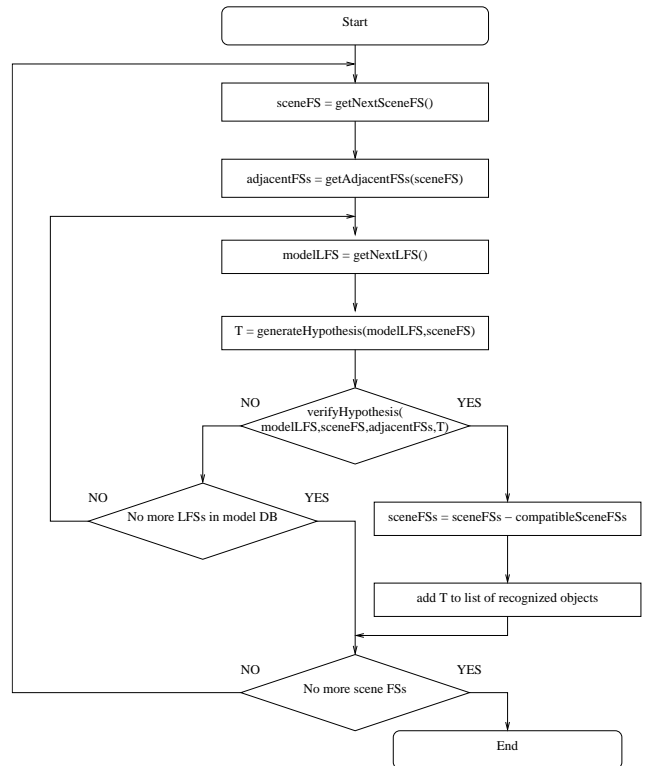 Start
sceneFS = getNextSceneFS()
adjacentFSs = getAdjacentFSs(sceneFS)
modelLFS = getNextLFS()
T = generateHypothesis(modelLFS,sceneFS)
NO
YES
verifyHypothesis(
modelLFS,sceneFS,adjacentFSs,T)
NO
YES
No more LFSs in model DB
sceneFSs = sceneFSs − compatibleSceneFSs
add T to list of recognized objects
NO
YES
No more scene FSs
End